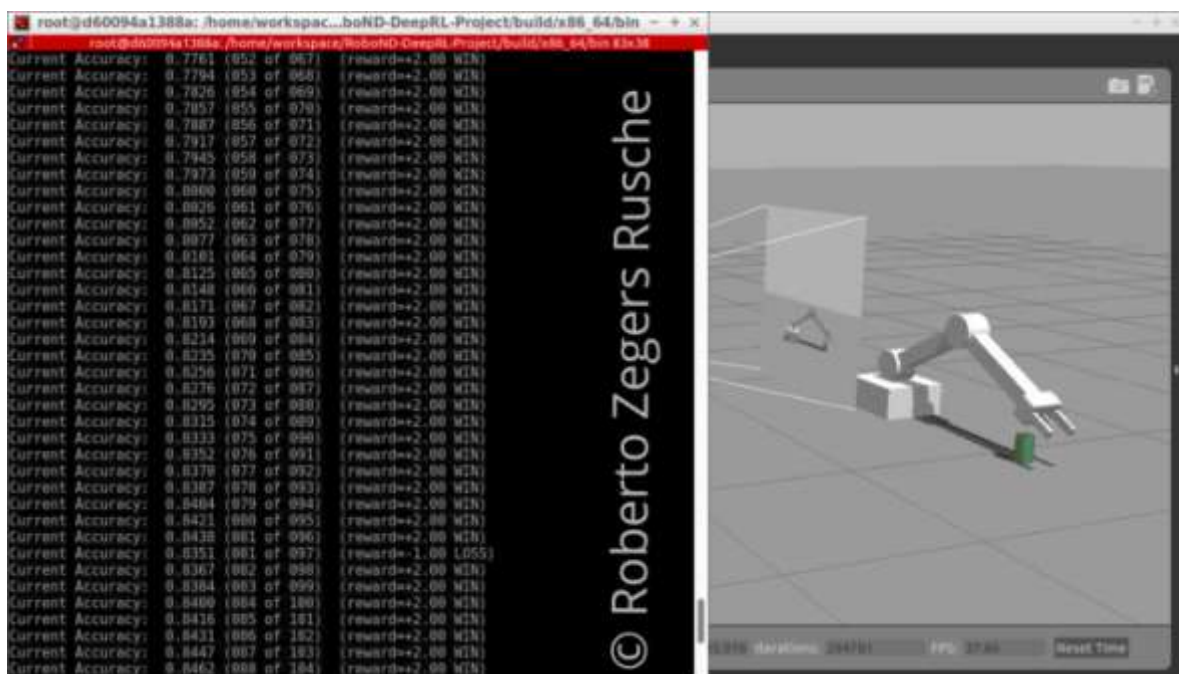 root@d60094a1388a: /home/workspac...boND-DeepRL-Project/build/x86_64/bin
root@d60094a1388a: /home/workspace/RoboND-DeepRL-Project/build/x86_64/bin 83x38
Current Accuracy: 0.7761 (052 of 067) (reward=+2.00 WIN)
Current Accuracy: 0.7794 (053 of 068) (reward=+2.00 WIN)
Current Accuracy: 0.7826 (054 of 069) (reward=+2.00 WIN)
Current Accuracy: 0.7857 (055 of 070) (reward=+2.00 WIN)
Current Accuracy: 0.7887 (056 of 071) (reward=+2.00 WIN)
Current Accuracy: 0.7917 (057 of 072) (reward=+2.00 WIN)
Current Accuracy: 0.7945 (058 of 073) (reward=+2.00 WIN)
Current Accuracy: 0.7973 (059 of 074) (reward=+2.00 WIN)
Current Accuracy: 0.8000 (060 of 075) (reward=+2.00 WIN)
Current Accuracy: 0.8026 (061 of 076) (reward=+2.00 WIN)
Current Accuracy: 0.8052 (062 of 077) (reward=+2.00 WIN)
Current Accuracy: 0.8077 (063 of 078) (reward=+2.00 WIN)
Current Accuracy: 0.8101 (064 of 079) (reward=+2.00 WIN)
Current Accuracy: 0.8125 (065 of 080) (reward=+2.00 WIN)
Current Accuracy: 0.8148 (066 of 081) (reward=+2.00 WIN)
Current Accuracy: 0.8171 (067 of 082) (reward=+2.00 WIN)
Current Accuracy: 0.8193 (068 of 083) (reward=+2.00 WIN)
Current Accuracy: 0.8214 (069 of 084) (reward=+2.00 WIN)
Current Accuracy: 0.8235 (070 of 085) (reward=+2.00 WIN)
Current Accuracy: 0.8256 (071 of 086) (reward=+2.00 WIN)
Current Accuracy: 0.8276 (072 of 087) (reward=+2.00 WIN)
Current Accuracy: 0.8295 (073 of 088) (reward=+2.00 WIN)
Current Accuracy: 0.8315 (074 of 089) (reward=+2.00 WIN)
Current Accuracy: 0.8333 (075 of 090) (reward=+2.00 WIN)
Current Accuracy: 0.8352 (076 of 091) (reward=+2.00 WIN)
Current Accuracy: 0.8370 (077 of 092) (reward=+2.00 WIN)
Current Accuracy: 0.8387 (078 of 093) (reward=+2.00 WIN)
Current Accuracy: 0.8404 (079 of 094) (reward=+2.00 WIN)
Current Accuracy: 0.8421 (080 of 095) (reward=+2.00 WIN)
Current Accuracy: 0.8438 (081 of 096) (reward=+2.00 WIN)
Current Accuracy: 0.8351 (081 of 097) (reward=-1.00 LOSS)
Current Accuracy: 0.8367 (082 of 098) (reward=+2.00 WIN)
Current Accuracy: 0.8384 (083 of 099) (reward=+2.00 WIN)
Current Accuracy: 0.8400 (084 of 100) (reward=+2.00 WIN)
Current Accuracy: 0.8416 (085 of 101) (reward=+2.00 WIN)
Current Accuracy: 0.8431 (086 of 102) (reward=+2.00 WIN)
Current Accuracy: 0.8447 (087 of 103) (reward=+2.00 WIN)
Current Accuracy: 0.8462 (088 of 104) (reward=+2.00 WIN)
© Roberto Zegers Rusche
Iterations: FPS: Reset Time